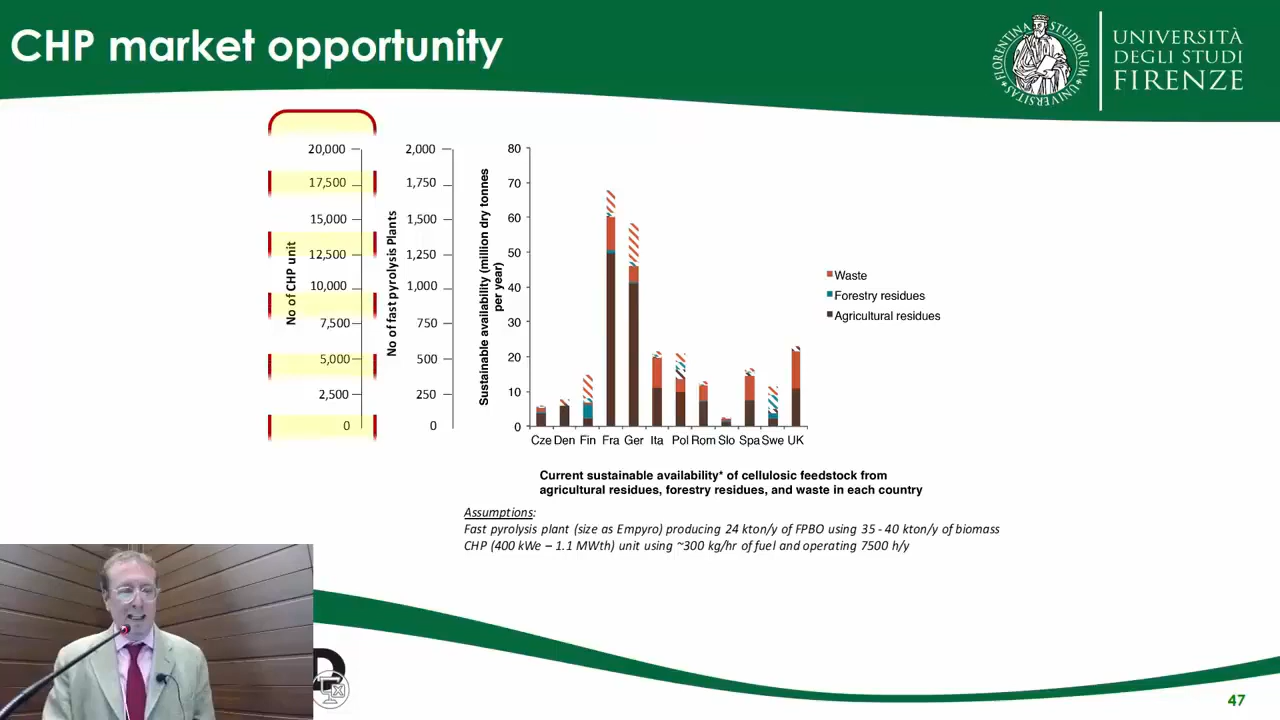 CHP market opportunity
UNIVERSITÀ
DEGLI STUDI
FIRENZE
FLORENTINA STUDIORUM UNIVERSITAS
No of CHP unit
20,000
17,500
15,000
12,500
10,000
7,500
5,000
2,500
0
No of fast pyrolysis Plants
2,000
1,750
1,500
1,250
1,000
750
500
250
0
Sustainable availability (million dry tonnes
per year)
80
70
60
50
40
30
20
10
0
Cze Den Fin Fra Ger Ita Pol Rom Slo Spa Swe UK
Waste
Forestry residues
Agricultural residues
Current sustainable availability* of cellulosic feedstock from
agricultural residues, forestry residues, and waste in each country
Assumptions:
Fast pyrolysis plant (size as Empyro) producing 24 kton/y of FPBO using 35 - 40 kton/y of biomass
CHP (400 kWe – 1.1 MWth) unit using ~300 kg/hr of fuel and operating 7500 h/y
47